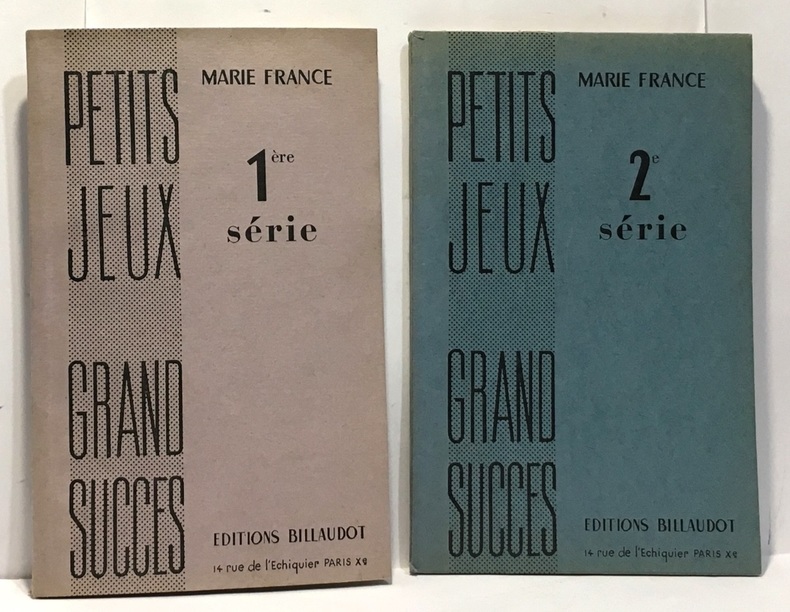 PETITS
JEUX
GRAND
SUCCES
MARIE FRANCE
1ère
série
EDITIONS BILLAUDOT
14 rue de l'Echiquier PARIS Xe
PETITS
JEUX
GRAND
SUCCES
MARIE FRANCE
2e
série
EDITIONS BILLAUDOT
14 rue de l'Echiquier PARIS Xe